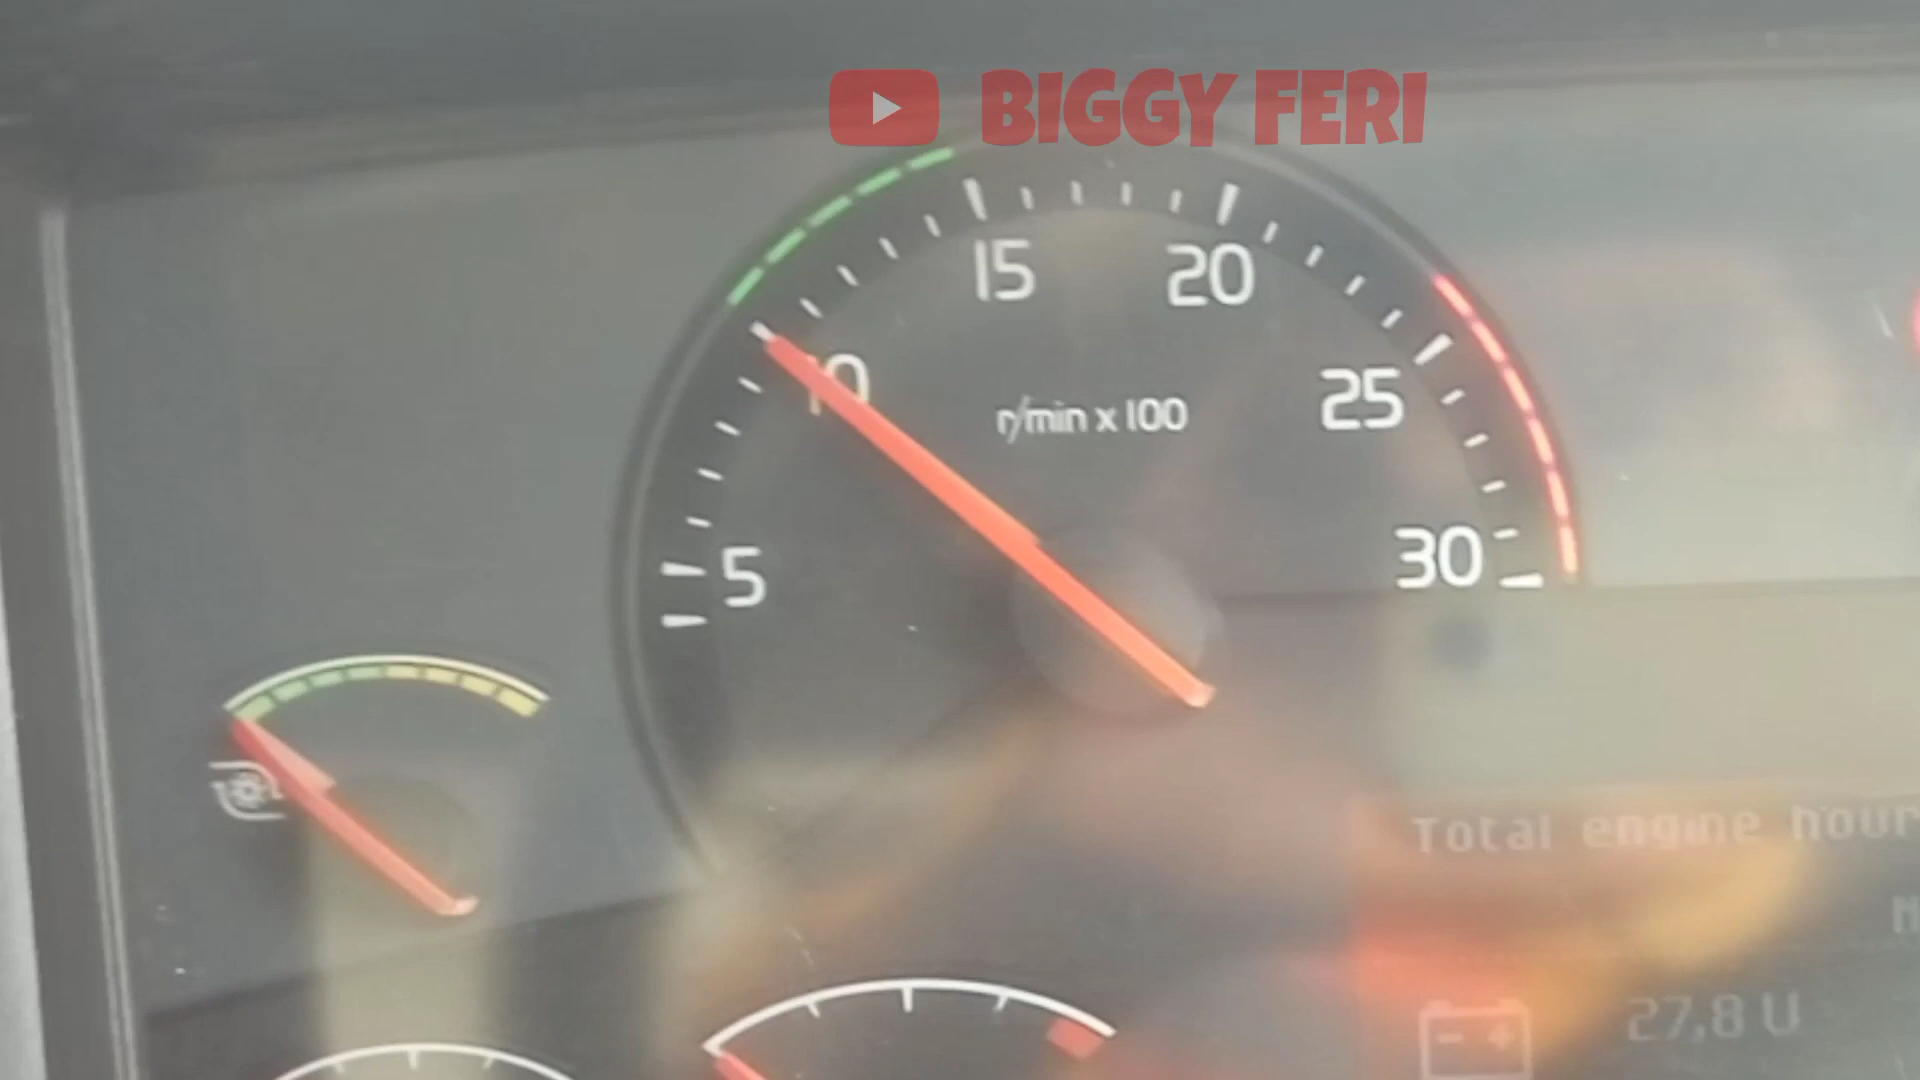 BIGGY FERI
15 20
10 25
r/min x 100
5 30
Total engine hour
27,8 U